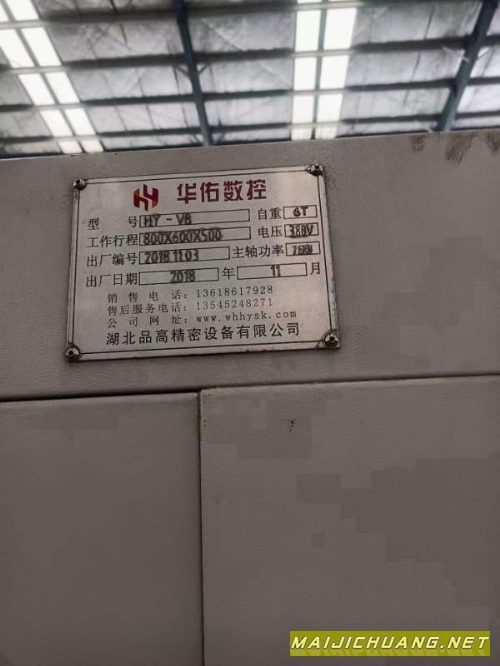 华佑数控
型 号 HY-V8 自重 6T
工作行程 800X600X500 电压 380V
出厂编号 2018.11.03 主轴功率
出厂日期 2018 年 11 月
销售电话：13618617928
售后服务电话：13545248271
公司网址：www.whhysk.com
湖北品高精密设备有限公司
MAIJICHUANG.NET